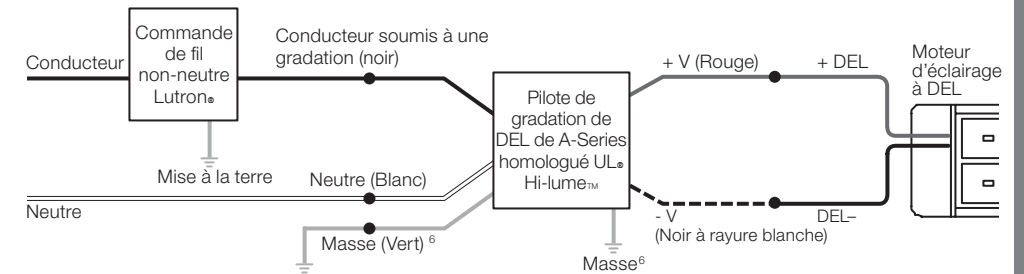 Conducteur
Commande
de fil
non-neutre
Lutron®
Mise à la terre
Conducteur soumis à une
gradation (noir)
Neutre
Neutre (Blanc)
Masse (Vert) 6
Pilote de
gradation de
DEL de A-Series
homologué UL®
Hi-lume™
Masse6
+ V (Rouge)
+ DEL
- V
(Noir à rayure blanche)
DEL–
Moteur
d'éclairage
à DEL